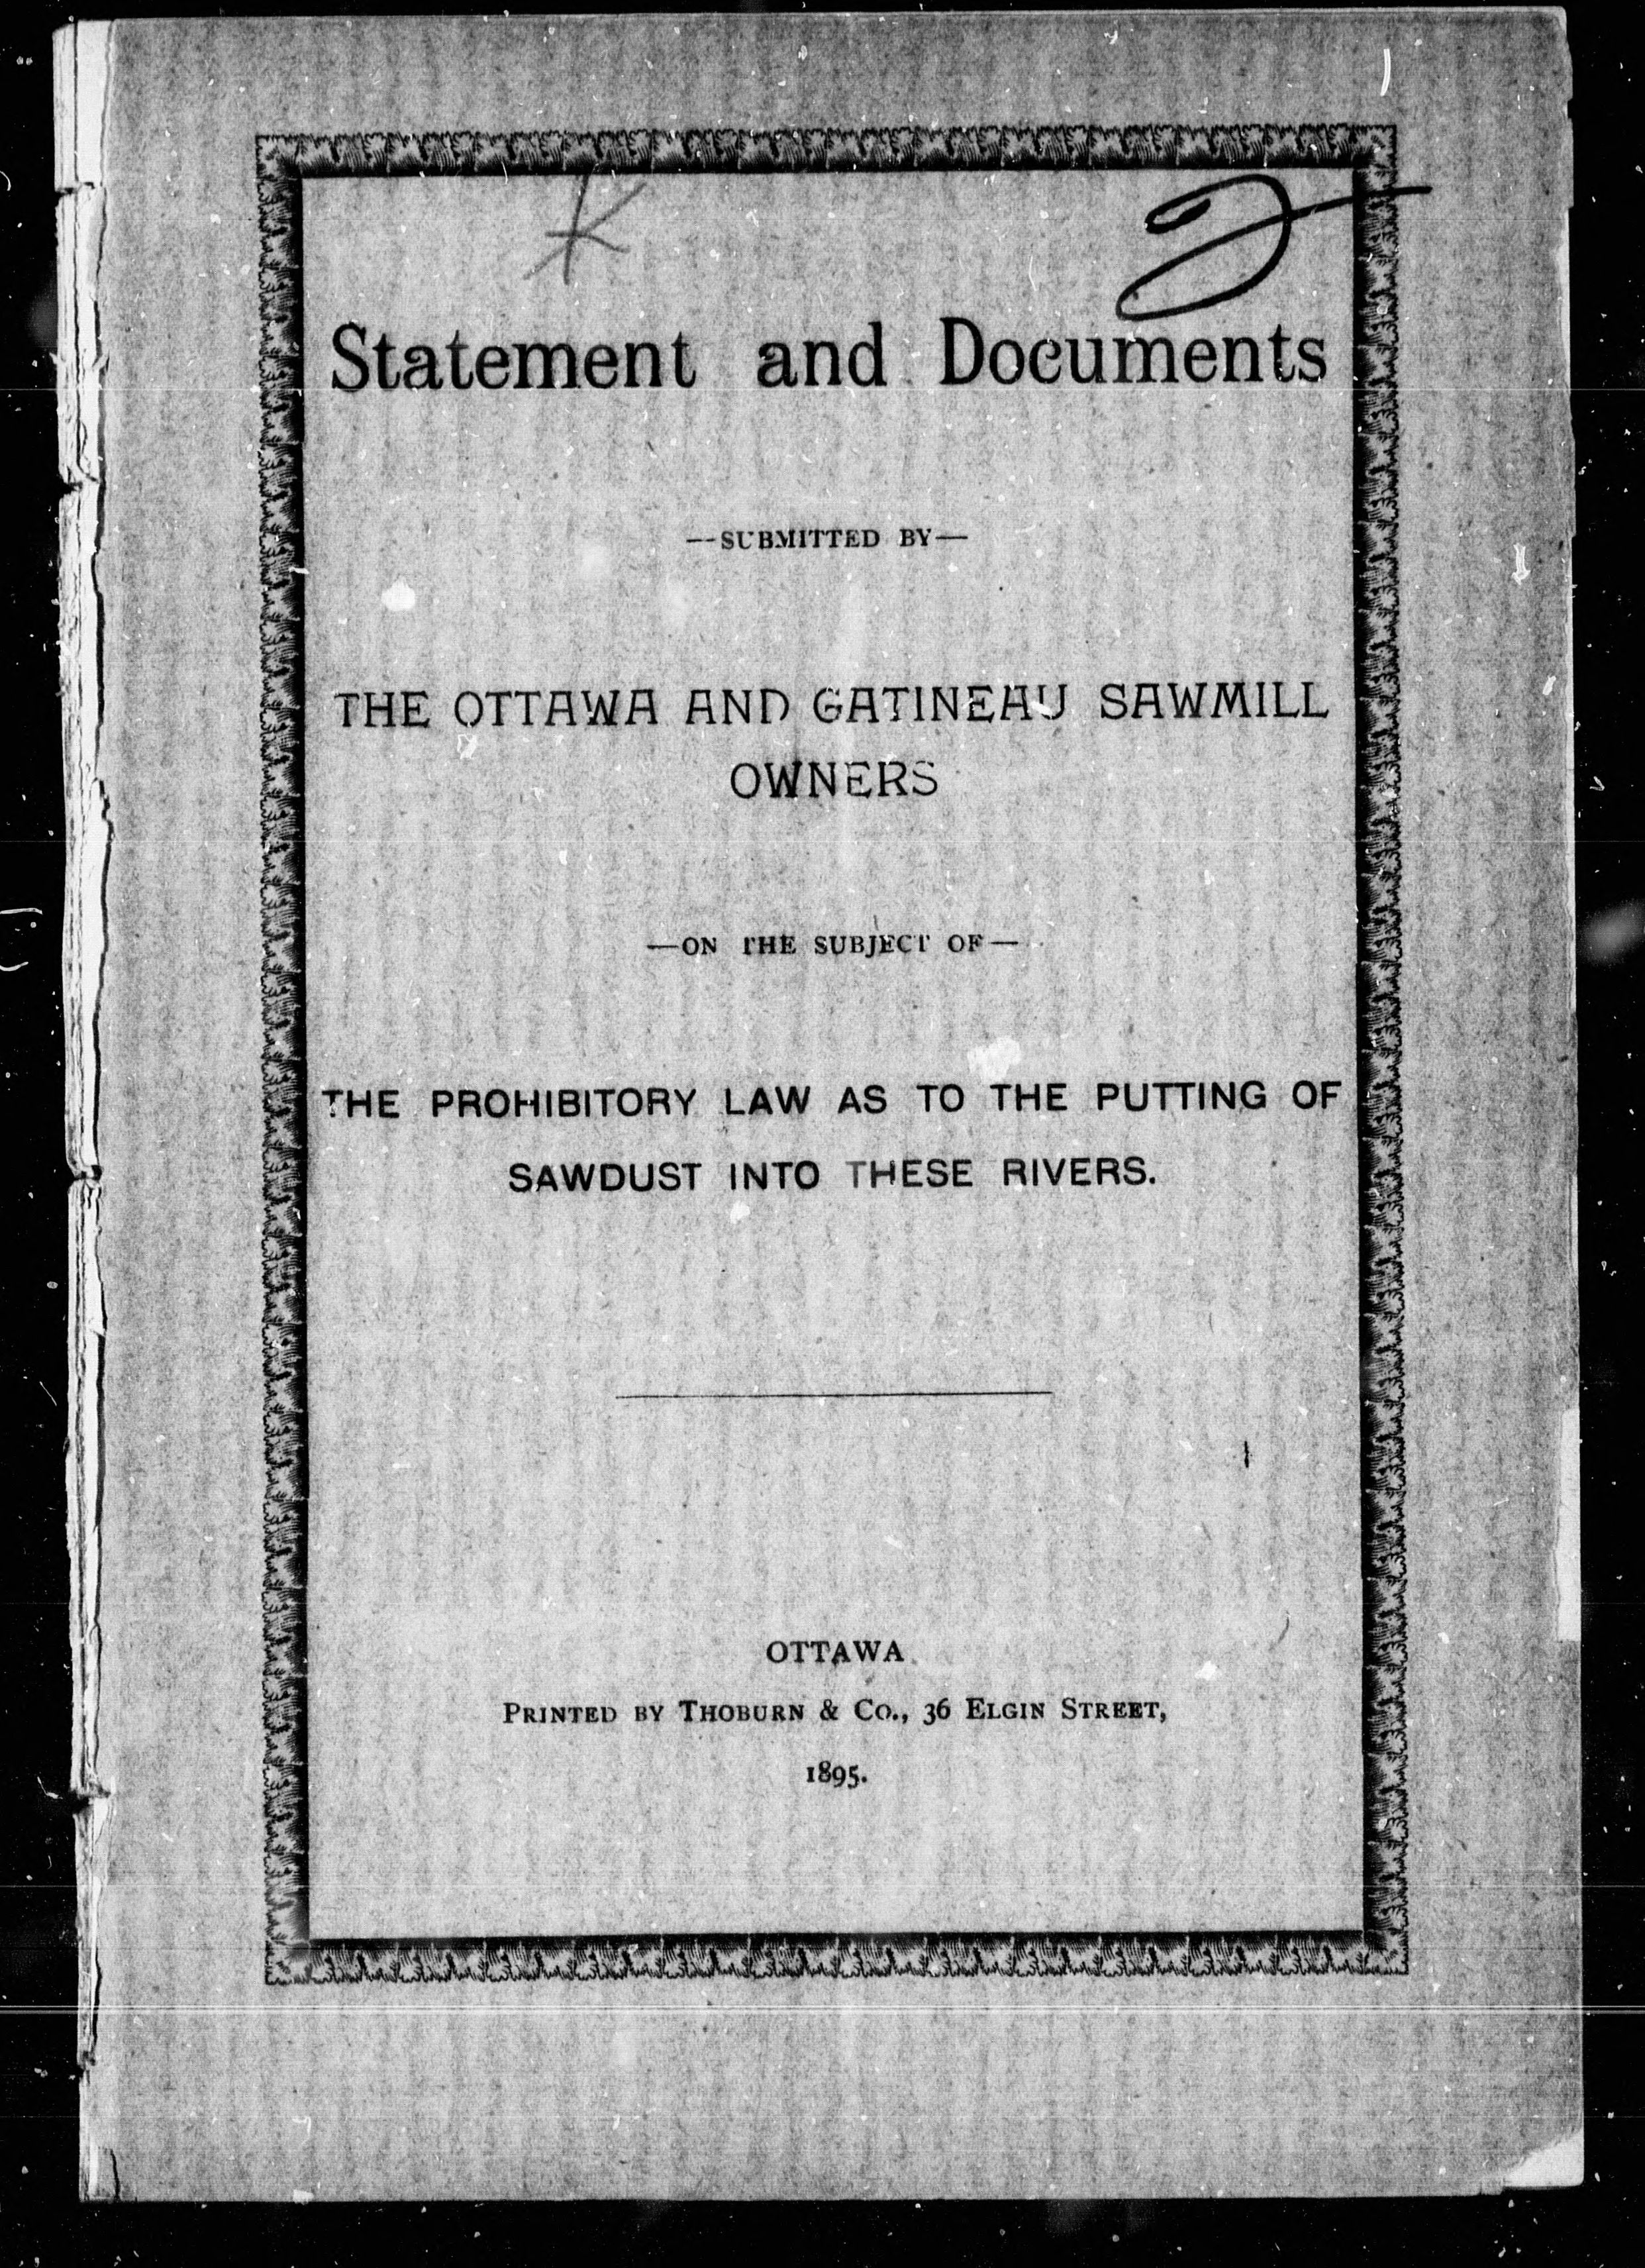 K 2
Statement and Documents
—SUBMITTED BY—
THE OTTAWA AND GATINEAU SAWMILL
OWNERS
—ON THE SUBJECT OF—
THE PROHIBITORY LAW AS TO THE PUTTING OF
SAWDUST INTO THESE RIVERS.
OTTAWA
PRINTED BY THOBURN & CO., 36 ELGIN STREET,
1895.